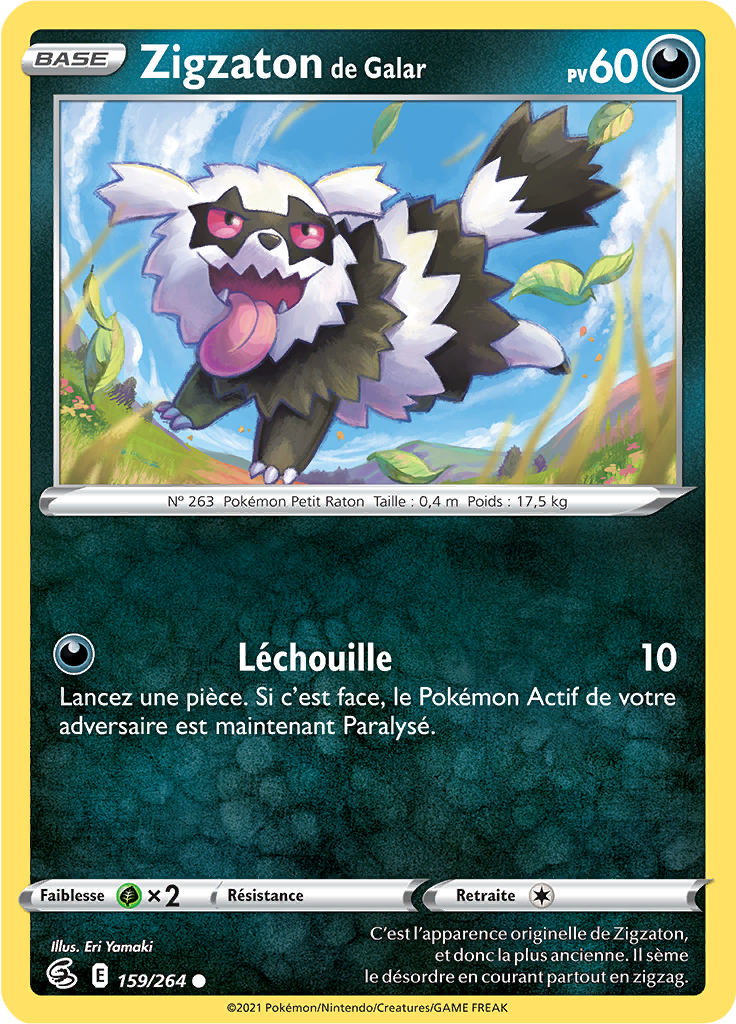 BASE
Zigzaton de Galar
PV 60
N° 263 Pokémon Petit Raton Taille : 0,4 m Poids : 17,5 kg
Léchouille 10
Lancez une pièce. Si c'est face, le Pokémon Actif de votre
adversaire est maintenant Paralysé.
Faiblesse ×2 Résistance Retraite
Illus. Eri Yamaki
C'est l'apparence originelle de Zigzaton,
et donc la plus ancienne. Il sème
le désordre en courant partout en zigzag.
E 159/264
©2021 Pokémon/Nintendo/Creatures/GAME FREAK